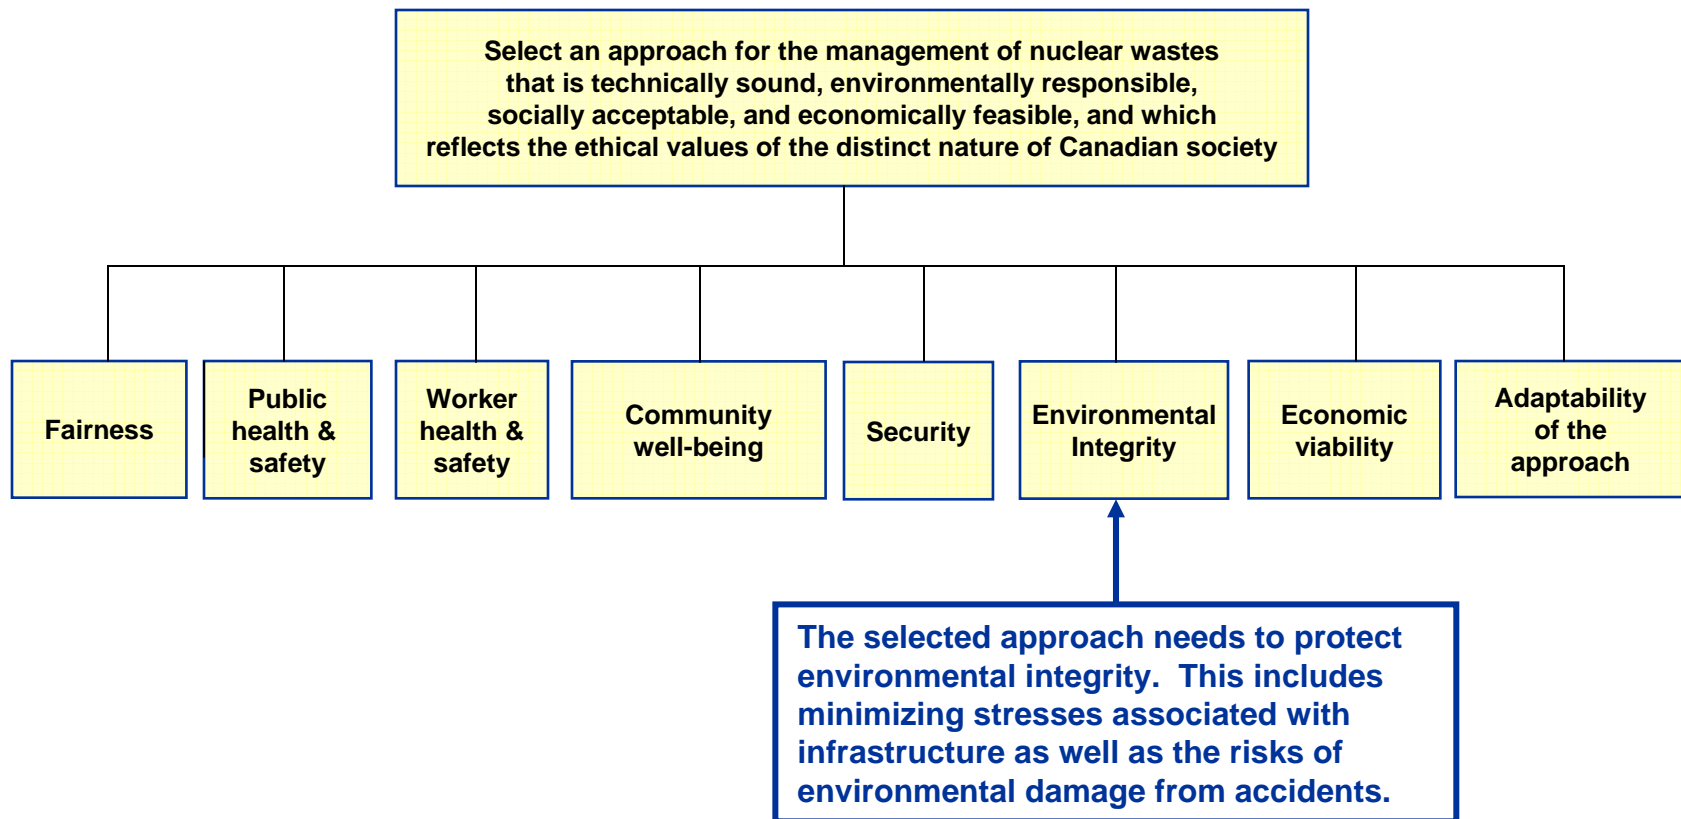 Select an approach for the management of nuclear wastes
that is technically sound, environmentally responsible,
socially acceptable, and economically feasible, and which
reflects the ethical values of the distinct nature of Canadian society
Fairness
Public
health &
safety
Worker
health &
safety
Community
well-being
Security
Environmental
Integrity
Economic
viability
Adaptability
of the
approach
The selected approach needs to protect
environmental integrity.  This includes
minimizing stresses associated with
infrastructure as well as the risks of
environmental damage from accidents.